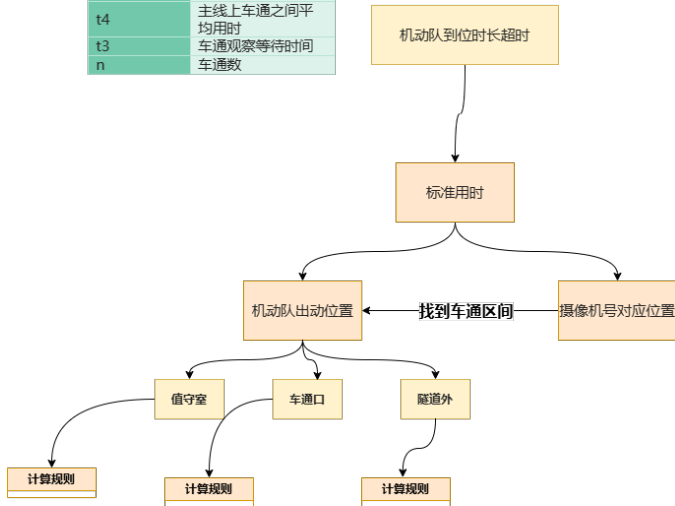 t4 主线上车通之间平
均用时
t3 车通观察等待时间
n 车通数
机动队到位时长超时
标准用时
机动队出动位置
找到车通区间
摄像机号对应位置
值守室
车通口
隧道外
计算规则
计算规则
计算规则